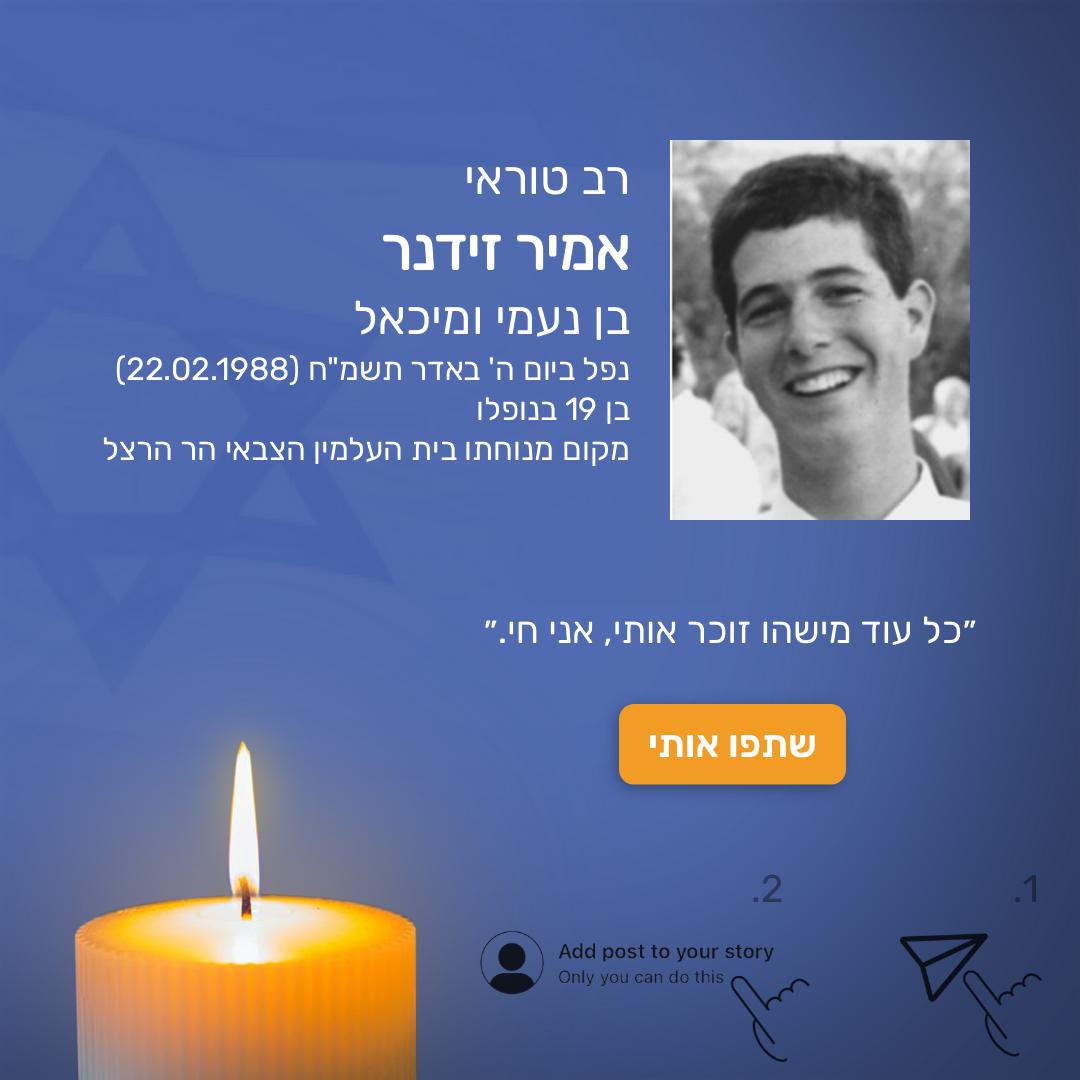 רב טוראי
אמיר זידנר
בן נעמי ומיכאל
נפל ביום ה' באדר תשמ"ח (22.02.1988)
בן 19 בנופלו
מקום מנוחתו בית העלמין הצבאי הר הרצל
״כל עוד מישהו זוכר אותי, אני חי.״
שתפו אותי
.1
.2
Add post to your story
Only you can do this